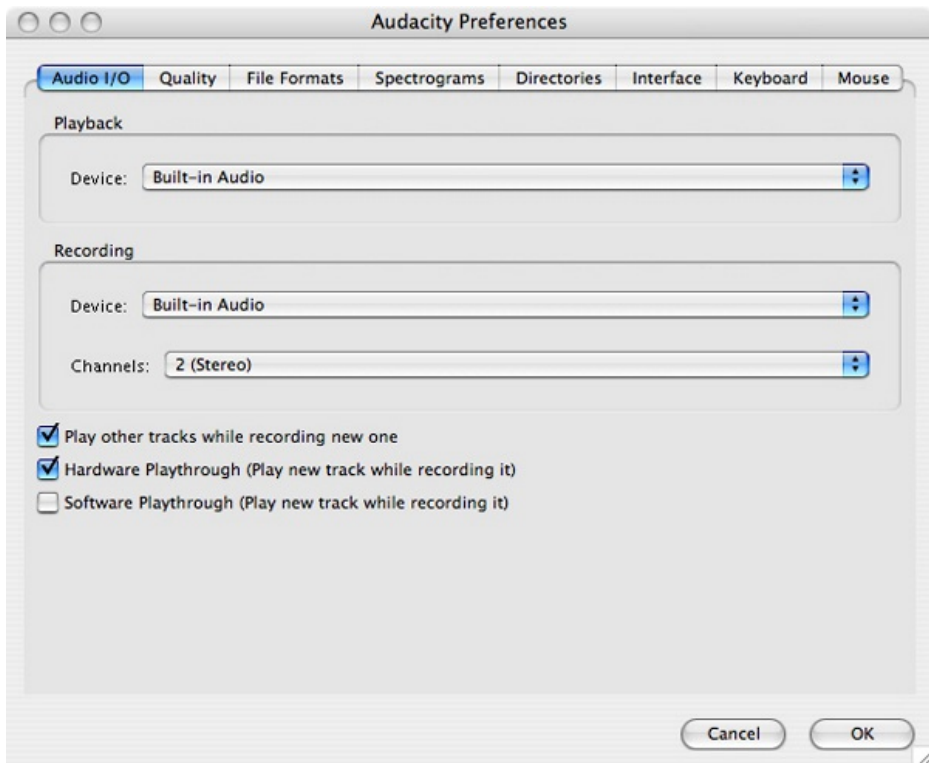 Audacity Preferences
Audio I/O Quality File Formats Spectrograms Directories Interface Keyboard Mouse
Playback
Device: Built-in Audio
Recording
Device: Built-in Audio
Channels: 2 (Stereo)
Play other tracks while recording new one
Hardware Playthrough (Play new track while recording it)
Software Playthrough (Play new track while recording it)
Cancel OK